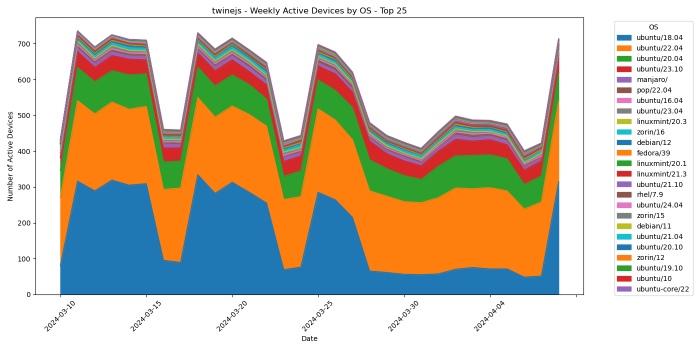 twinejs - Weekly Active Devices by OS - Top 25
Number of Active Devices
700
600
500
400
300
200
100
0
2024-03-10
2024-03-15
2024-03-20
2024-03-25
2024-03-30
2024-04-04
Date
OS
ubuntu/18.04
ubuntu/22.04
ubuntu/20.04
ubuntu/23.10
manjaro/
pop/22.04
ubuntu/16.04
ubuntu/23.04
linuxmint/20.3
zorin/16
debian/12
fedora/39
linuxmint/20.1
linuxmint/21.3
ubuntu/21.10
rhel/7.9
ubuntu/24.04
zorin/15
debian/11
ubuntu/21.04
ubuntu/20.10
zorin/12
ubuntu/19.10
ubuntu/10
ubuntu-core/22